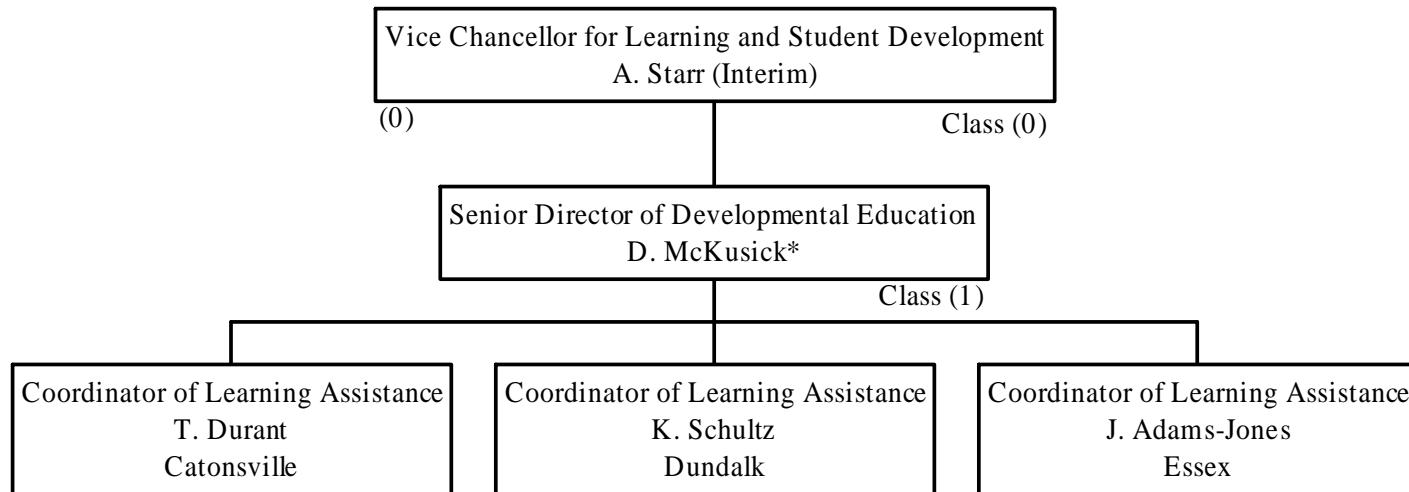 Vice Chancellor for Learning and Student Development
A. Starr (Interim)
(0)
Class (0)
Senior Director of Developmental Education
D. McKusick*
Class (1)
Coordinator of Learning Assistance
T. Durant
Catonsville
Coordinator of Learning Assistance
K. Schultz
Dundalk
Coordinator of Learning Assistance
J. Adams-Jones
Essex